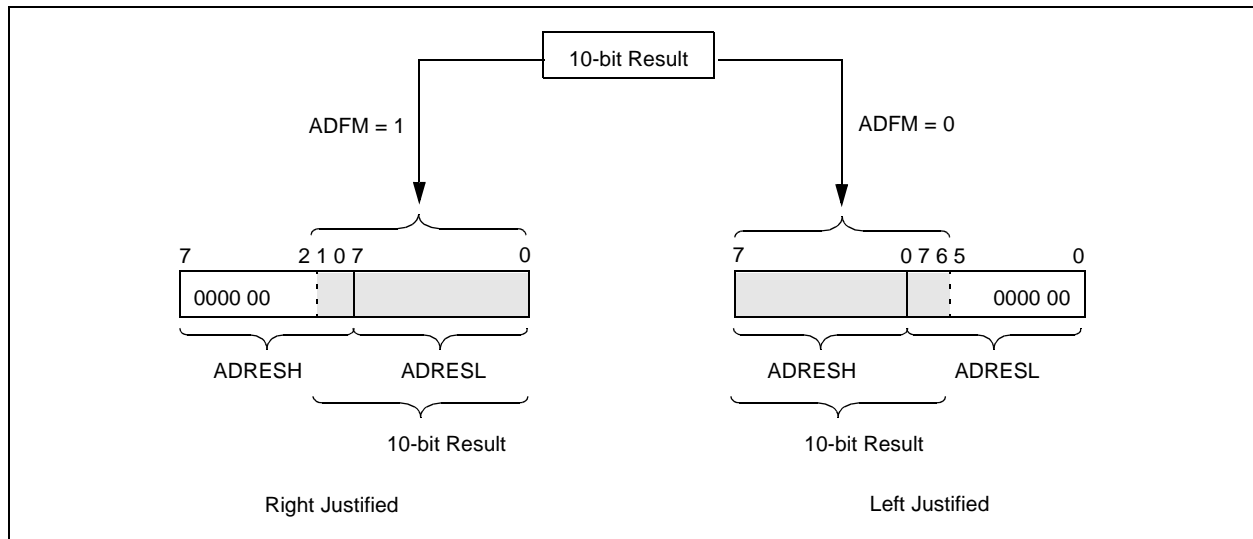 10-bit Result
ADFM = 1
ADFM = 0
7 2 1 0 7 0
7 0 7 6 5 0
0000 00
0000 00
ADRESH ADRESL
ADRESH ADRESL
10-bit Result
10-bit Result
Right Justified
Left Justified